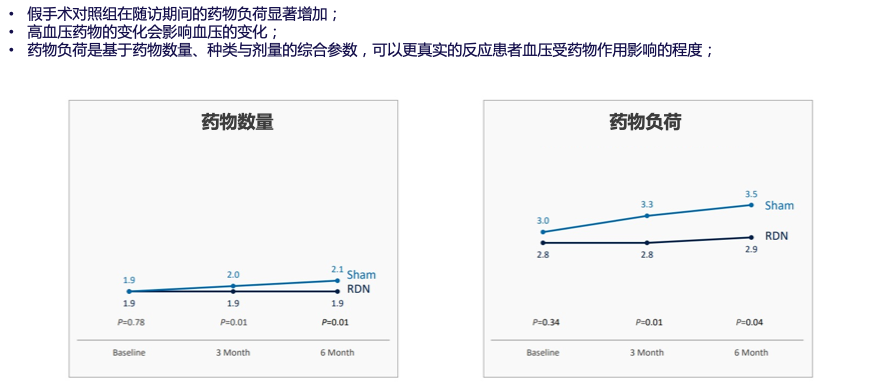 • 假手术对照组在随访期间的药物负荷显著增加；
• 高血压药物的变化会影响血压的变化；
• 药物负荷是基于药物数量、种类与剂量的综合参数，可以更真实的反应患者血压受药物作用影响的程度；
药物数量
1.9 2.0 2.1 Sham
RDN
1.9 1.9 1.9
P=0.78 P=0.01 P=0.01
Baseline 3 Month 6 Month
药物负荷
3.0 3.3 3.5 Sham
RDN
2.8 2.8 2.9
P=0.34 P=0.01 P=0.04
Baseline 3 Month 6 Month